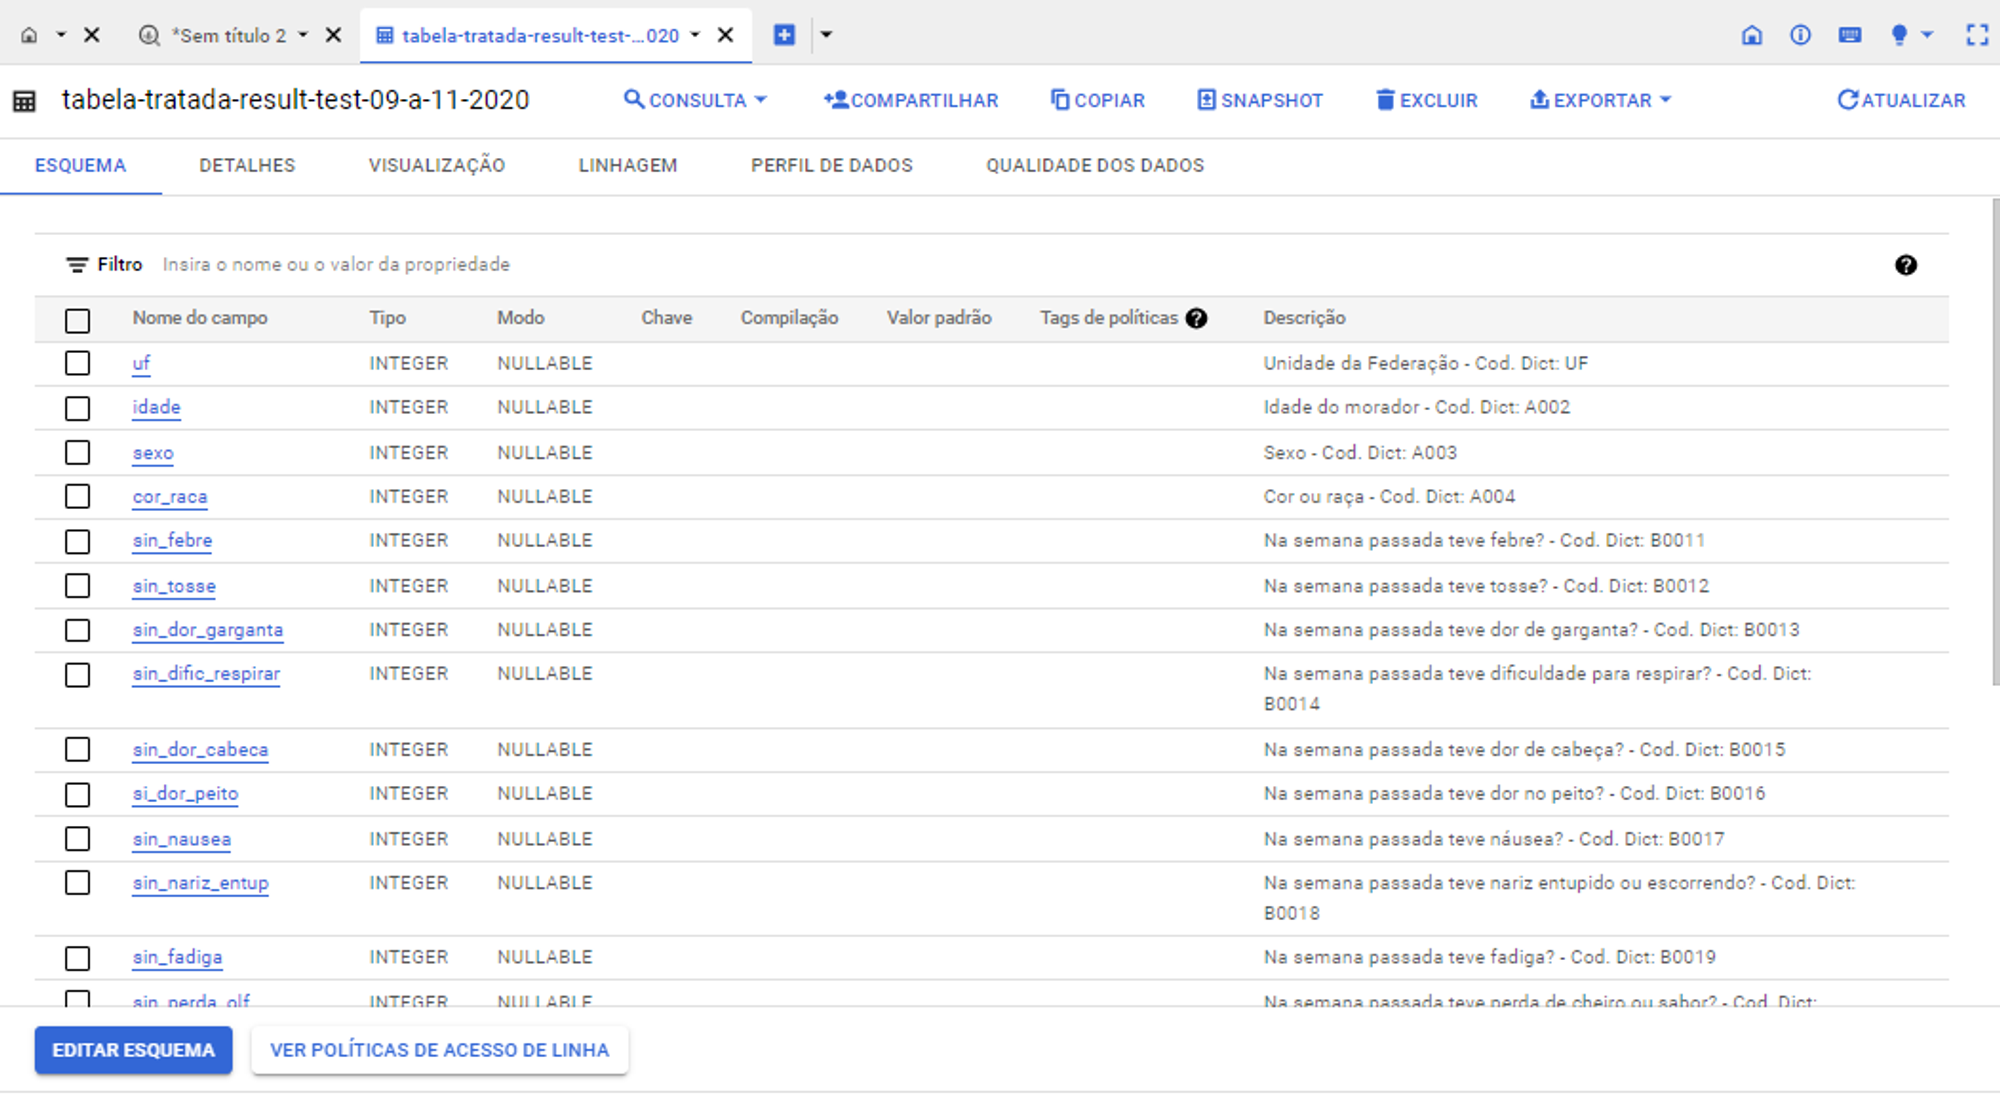 *Sem título 2
tabela-tratada-result-test-...020
tabela-tratada-result-test-09-a-11-2020
CONSULTA
COMPARTILHAR
COPIAR
SNAPSHOT
EXCLUIR
EXPORTAR
ATUALIZAR
ESQUEMA DETALHES VISUALIZAÇÃO LINHAGEM PERFIL DE DADOS QUALIDADE DOS DADOS
Filtro Insira o nome ou o valor da propriedade
Nome do campo Tipo Modo Chave Compilação Valor padrão Tags de políticas Descrição
uf INTEGER NULLABLE Unidade da Federação - Cod. Dict: UF
idade INTEGER NULLABLE Idade do morador - Cod. Dict: A002
sexo INTEGER NULLABLE Sexo - Cod. Dict: A003
cor_raca INTEGER NULLABLE Cor ou raça - Cod. Dict: A004
sin_febre INTEGER NULLABLE Na semana passada teve febre? - Cod. Dict: B0011
sin_tosse INTEGER NULLABLE Na semana passada teve tosse? - Cod. Dict: B0012
sin_dor_garganta INTEGER NULLABLE Na semana passada teve dor de garganta? - Cod. Dict: B0013
sin_dific_respirar INTEGER NULLABLE Na semana passada teve dificuldade para respirar? - Cod. Dict:
B0014
sin_dor_cabeca INTEGER NULLABLE Na semana passada teve dor de cabeça? - Cod. Dict: B0015
si_dor_peito INTEGER NULLABLE Na semana passada teve dor no peito? - Cod. Dict: B0016
sin_nausea INTEGER NULLABLE Na semana passada teve náusea? - Cod. Dict: B0017
sin_nariz_entup INTEGER NULLABLE Na semana passada teve nariz entupido ou escorrendo? - Cod. Dict:
B0018
sin_fadiga INTEGER NULLABLE Na semana passada teve fadiga? - Cod. Dict: B0019
sin_perda_olf INTEGER NULLABLE Na semana passada teve perda de cheiro ou sabor? - Cod. Dict:
EDITAR ESQUEMA
VER POLÍTICAS DE ACESSO DE LINHA